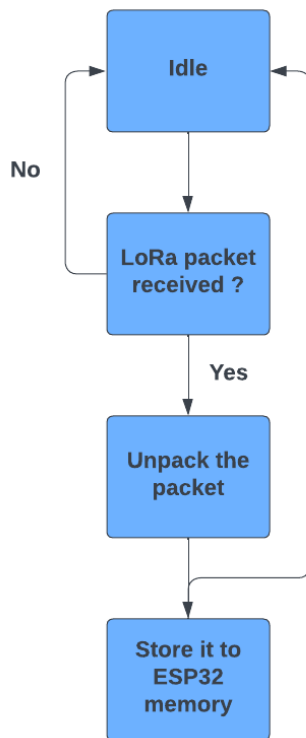 Idle
No
LoRa packet
received ?
Yes
Unpack the
packet
Store it to
ESP32
memory